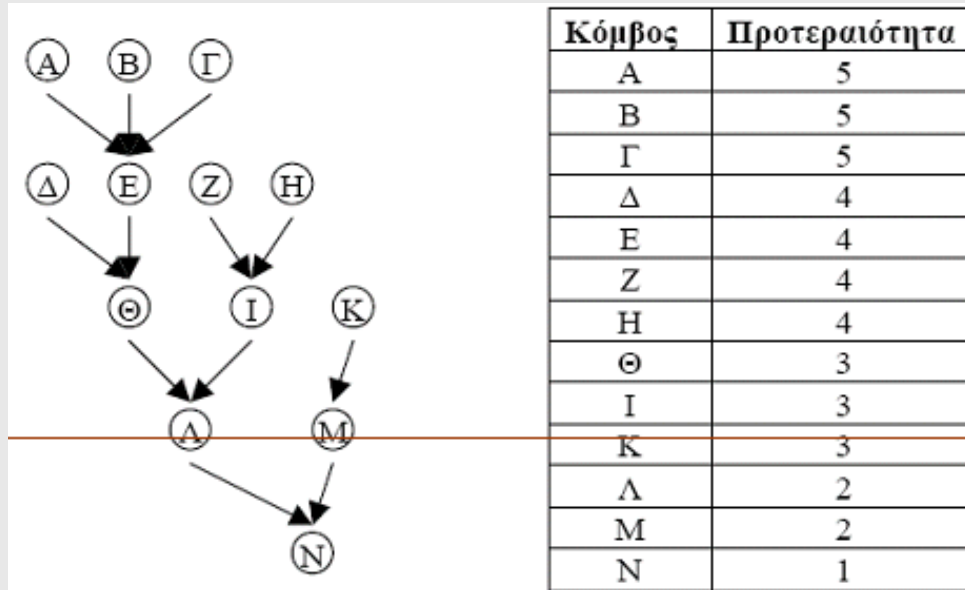 Α Β Γ
Δ Ε Ζ Η
Θ Ι Κ
Λ Μ
Ν
Κόμβος Προτεραιότητα
Α 5
Β 5
Γ 5
Δ 4
Ε 4
Ζ 4
Η 4
Θ 3
Ι 3
Κ 3
Λ 2
Μ 2
Ν 1